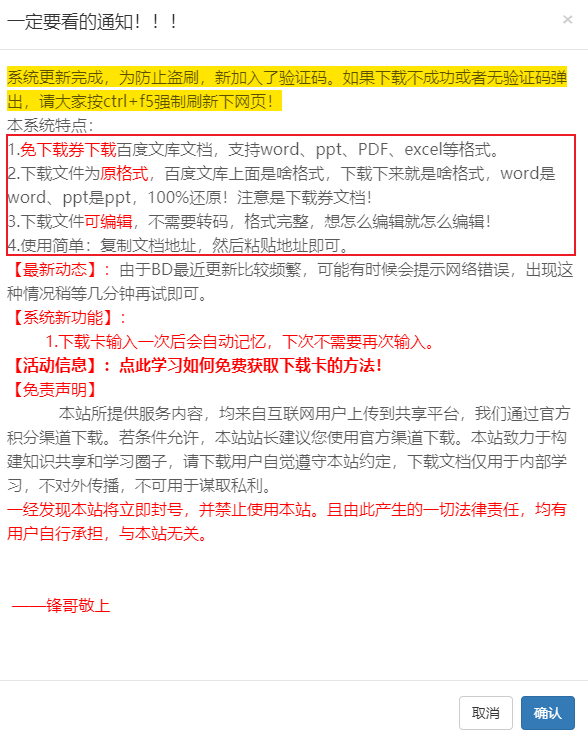 一定要看的通知！！！
×
系统更新完成，为防止盗刷，新加入了验证码。如果下载不成功或者无验证码弹
出，请大家按ctrl+f5强制刷新下网页！
本系统特点：
1.免下载券下载百度文库文档，支持word、ppt、PDF、excel等格式。
2.下载文件为原格式，百度文库上面是啥格式，下载下来就是啥格式，word是
word、ppt是ppt，100%还原！注意是下载券文档！
3.下载文件可编辑，不需要转码，格式完整，想怎么编辑就怎么编辑！
4.使用简单：复制文档地址，然后粘贴地址即可。
【最新动态】：由于BD最近更新比较频繁，可能有时候会提示网络错误，出现这
种情况稍等几分钟再试即可。
【系统新功能】：
1.下载卡输入一次后会自动记忆，下次不需要再次输入。
【活动信息】：点此学习如何免费获取下载卡的方法！
【免责声明】
本站所提供服务内容，均来自互联网用户上传到共享平台，我们通过官方
积分渠道下载。若条件允许，本站站长建议您使用官方渠道下载。本站致力于构
建知识共享和学习圈子，请下载用户自觉遵守本站约定，下载文档仅用于内部学
习，不对外传播，不可用于谋取私利。
一经发现本站将立即封号，并禁止使用本站。且由此产生的一切法律责任，均有
用户自行承担，与本站无关。
——锋哥敬上
取消
确认